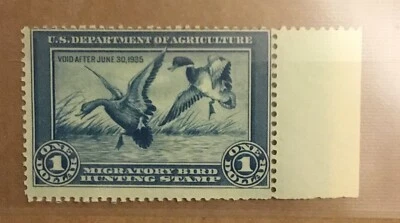 U.S. DEPARTMENT OF AGRICULTURE
VOID AFTER JUNE 30, 1935
ONE 1 DOLLAR
MIGRATORY BIRD
HUNTING STAMP
ONE 1 DOLLAR